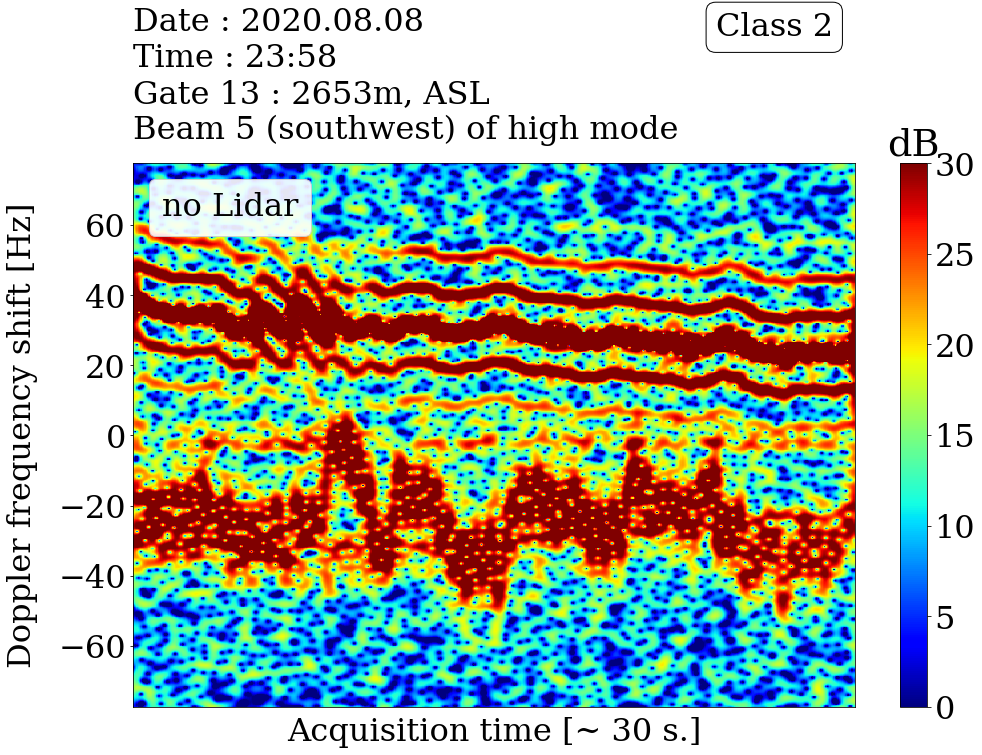 Date : 2020.08.08
Time : 23:58
Gate 13 : 2653m, ASL
Beam 5 (southwest) of high mode
Class 2
dB
no Lidar
Doppler frequency shift [Hz]
60
40
20
0
−20
−40
−60
30
25
20
15
10
5
0
Acquisition time [~ 30 s.]